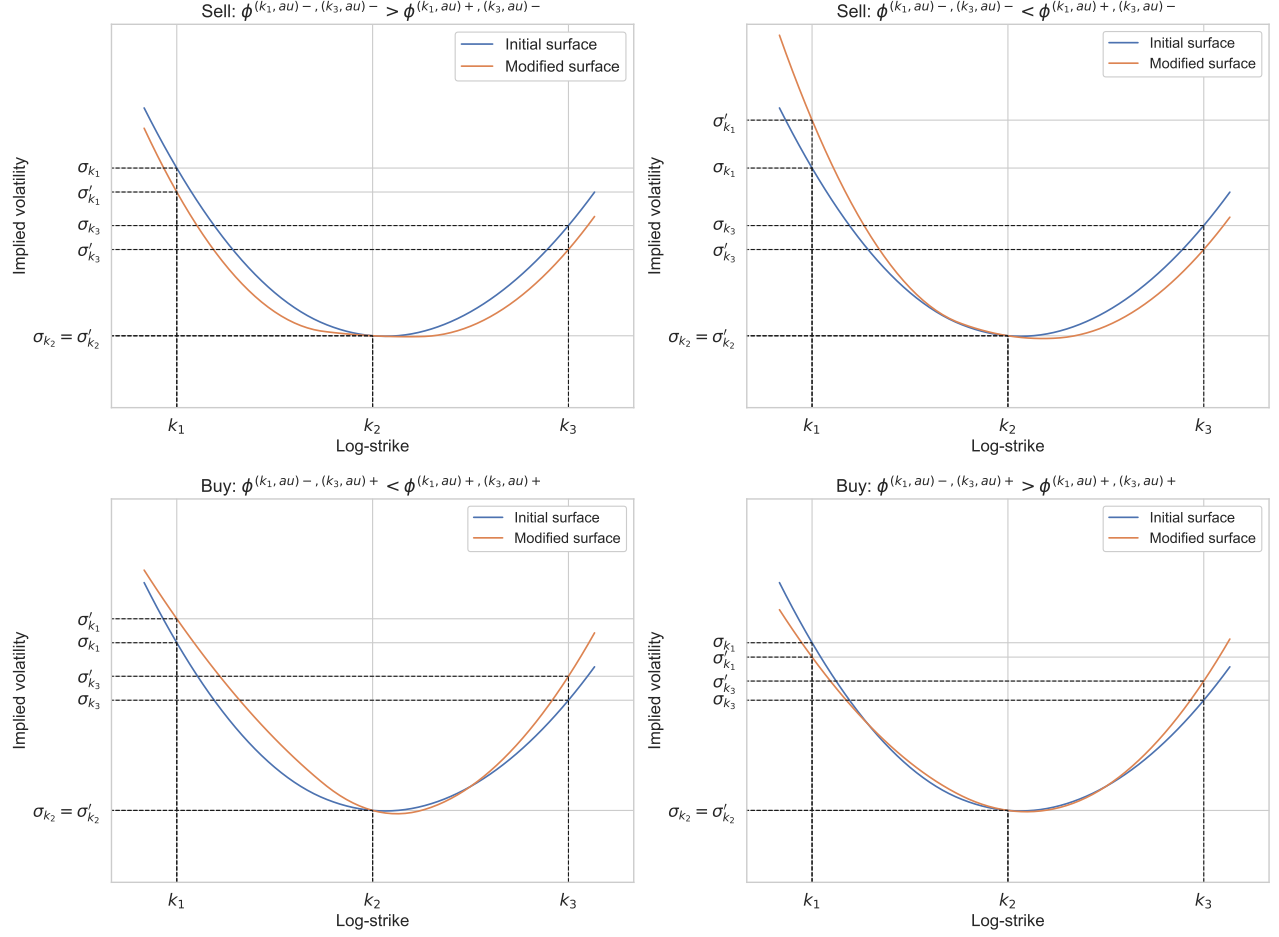 Sell: ϕ^{(k_1, au)−, (k_3, au)−} > ϕ^{(k_1, au)+, (k_3, au)−}
Initial surface
Modified surface
Implied volatility
σ_{k_1}
σ′_{k_1}
σ_{k_3}
σ′_{k_3}
σ_{k_2} = σ′_{k_2}
k_1
k_2
k_3
Log-strike
Sell: ϕ^{(k_1, au)−, (k_3, au)−} < ϕ^{(k_1, au)+, (k_3, au)−}
Initial surface
Modified surface
Implied volatility
σ′_{k_1}
σ_{k_1}
σ_{k_3}
σ′_{k_3}
σ_{k_2} = σ′_{k_2}
k_1
k_2
k_3
Log-strike
Buy: ϕ^{(k_1, au)−, (k_3, au)+} < ϕ^{(k_1, au)+, (k_3, au)+}
Initial surface
Modified surface
Implied volatility
σ′_{k_1}
σ_{k_1}
σ′_{k_3}
σ_{k_3}
σ_{k_2} = σ′_{k_2}
k_1
k_2
k_3
Log-strike
Buy: ϕ^{(k_1, au)−, (k_3, au)+} > ϕ^{(k_1, au)+, (k_3, au)+}
Initial surface
Modified surface
Implied volatility
σ_{k_1}
σ′_{k_1}
σ′_{k_3}
σ_{k_3}
σ_{k_2} = σ′_{k_2}
k_1
k_2
k_3
Log-strike